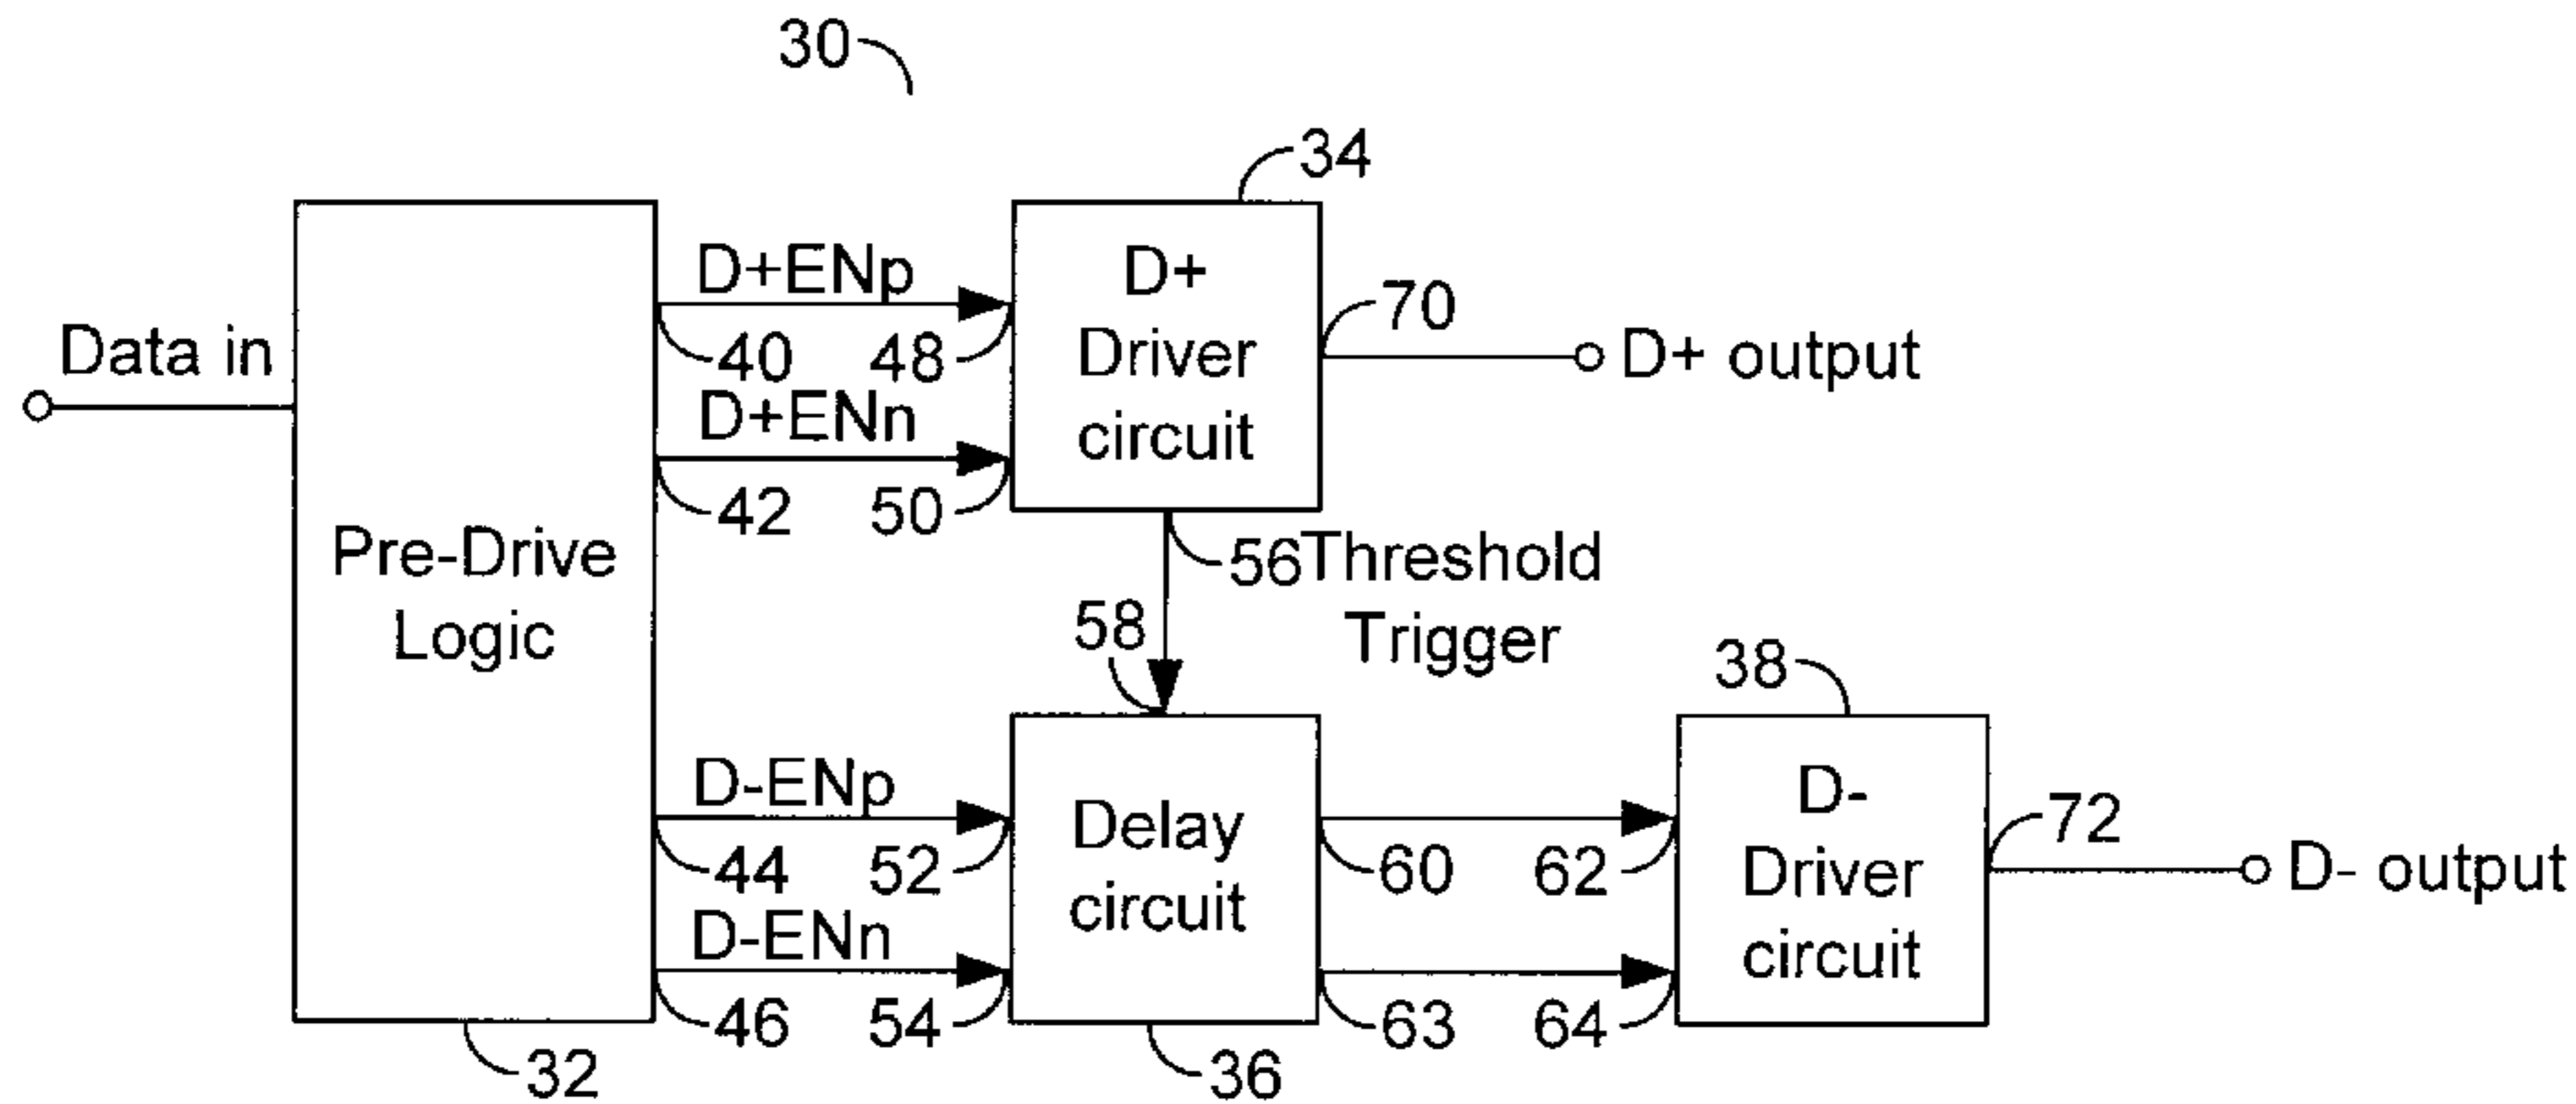 30
34
D+ENp
D+
Driver
circuit
Data in
40
48
70
D+ output
D+ENn
42
50
Pre-Drive
Logic
56
Threshold
Trigger
58
38
D-ENp
Delay
circuit
D-
Driver
circuit
44
52
60
62
72
D- output
D-ENn
46
54
63
64
32
36